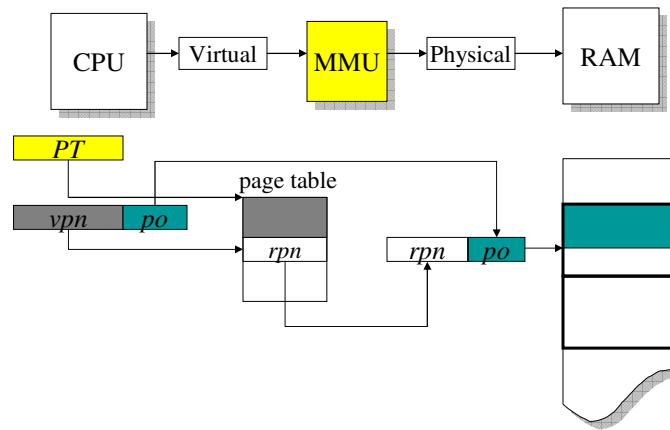 CPU
Virtual
MMU
Physical
RAM
PT
page table
vpn po
rpn
rpn po